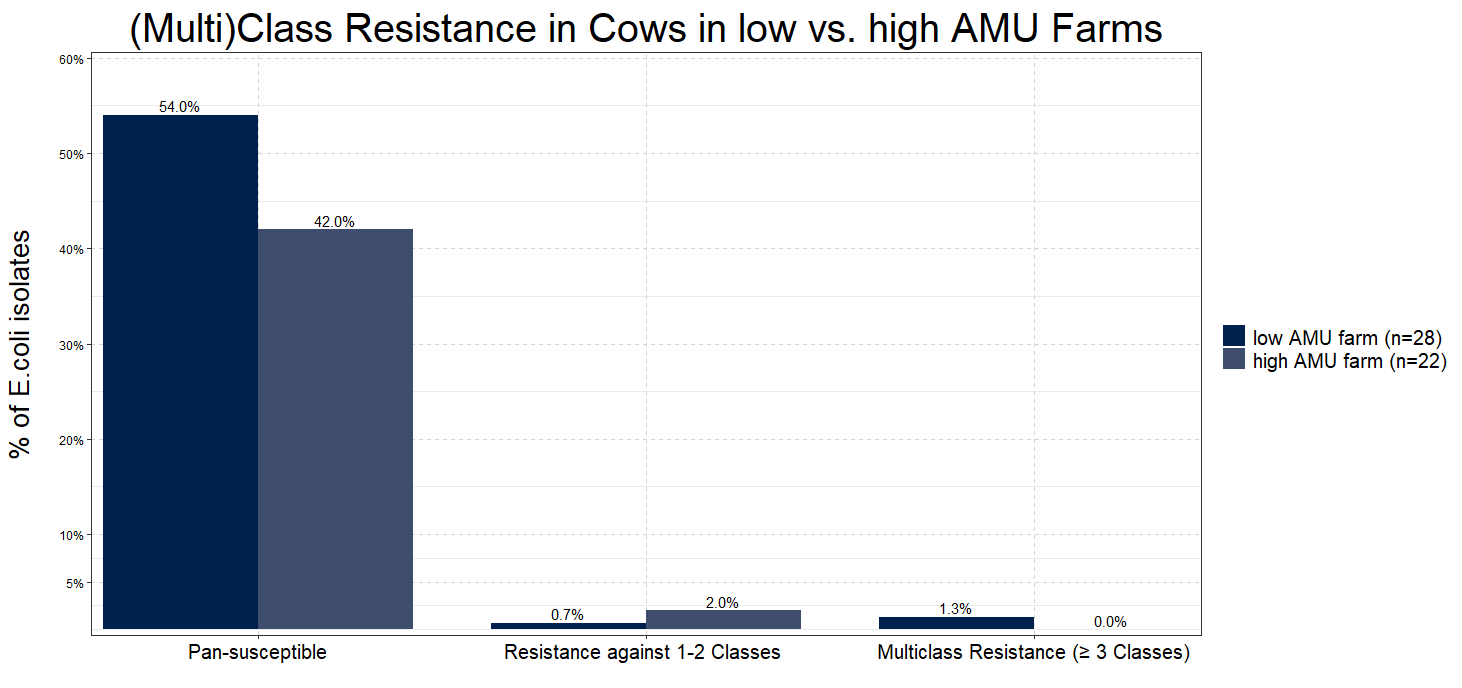 (Multi)Class Resistance in Cows in low vs. high AMU Farms
% of E.coli isolates
60%
50%
40%
30%
20%
10%
5%
54.0%
42.0%
0.7%
2.0%
1.3%
0.0%
Pan-susceptible
Resistance against 1-2 Classes
Multiclass Resistance (≥ 3 Classes)
low AMU farm (n=28)
high AMU farm (n=22)